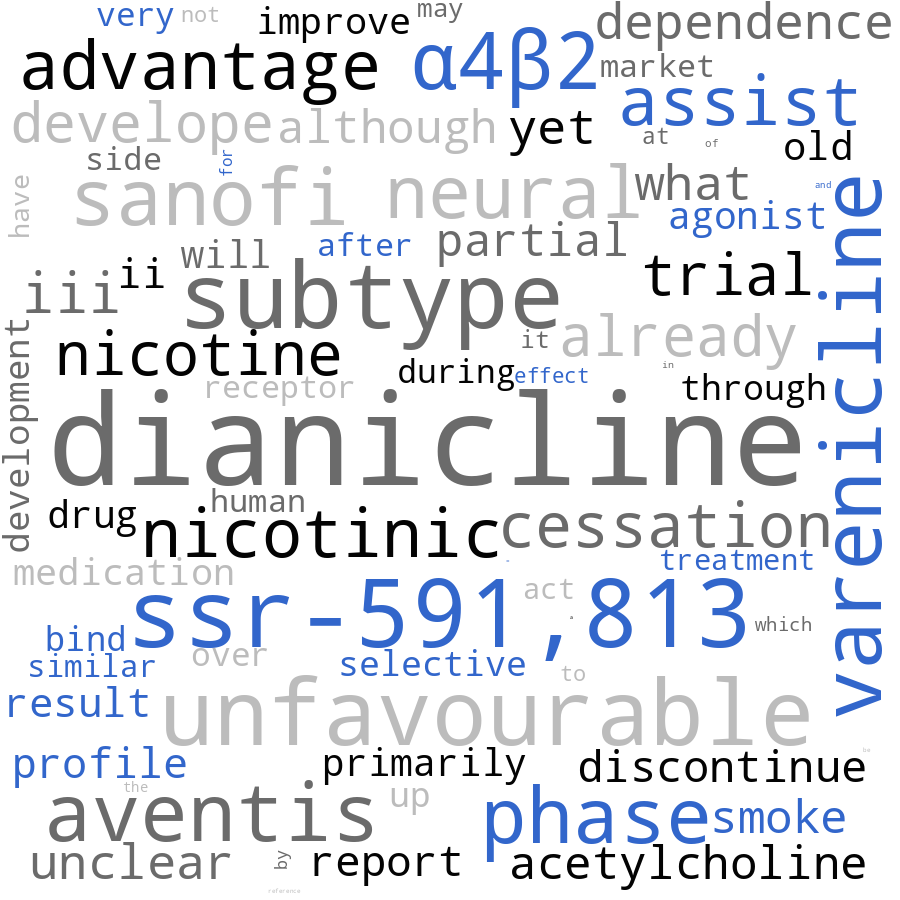 very not improve may dependence
advantage α4β2 market assist
develope although yet at of old
side for sanofi neural what and
have agonist
will after partial
iii ii subtype trial
nicotine it already
development receptor during effect in through
dianicline varenicline
drug human nicotinic cessation
medication treatment
ssr-591,813 act which
bind over
similar selective to
result unfavourable
profile primarily discontinue be
the aventis up phase smoke
unclear by report acetylcholine
reference